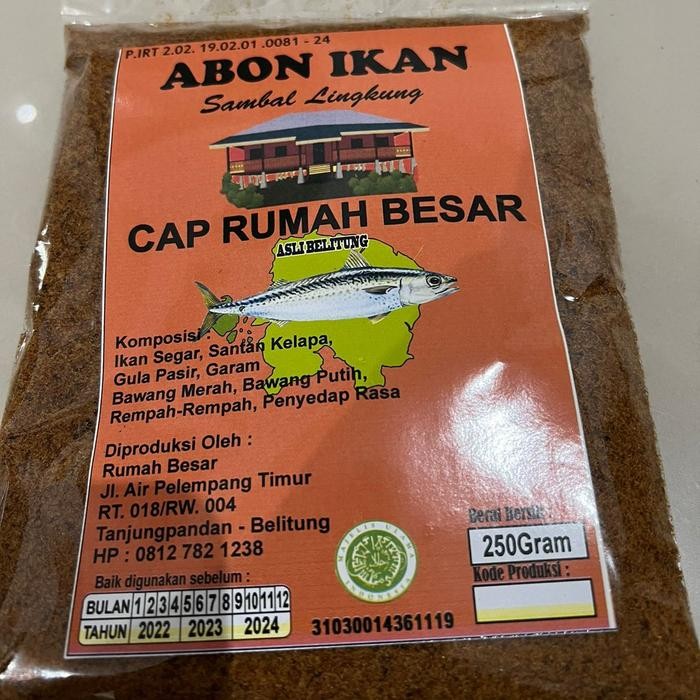 P.IRT 2.02. 19.02.01 .0081 - 24
ABON IKAN
Sambal Lingkung
CAP RUMAH BESAR
ASLI BELITUNG
Komposisi :
Ikan Segar, Santan Kelapa,
Gula Pasir, Garam
Bawang Merah, Bawang Putih,
Rempah-Rempah, Penyedap Rasa
Diproduksi Oleh :
Rumah Besar
Jl. Air Pelempang Timur
RT. 018/RW. 004
Tanjungpandan - Belitung
HP : 0812 782 1238
Baik digunakan sebelum :
BULAN 1 2 3 4 5 6 7 8 9 10 11 12
TAHUN 2022 2023 2024
MAJELIS ULAMA INDONESIA
31030014361119
Berat Bersih :
250Gram
Kode Produksi :